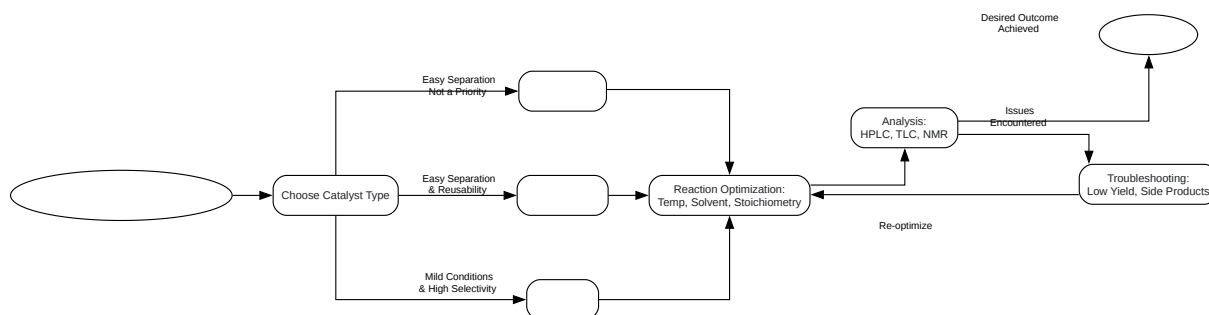 Desired Outcome
Achieved
Easy Separation
Not a Priority
Analysis:
HPLC, TLC, NMR
Issues
Encountered
Choose Catalyst Type
Easy Separation
& Reusability
Reaction Optimization:
Temp, Solvent, Stoichiometry
Troubleshooting:
Low Yield, Side Products
Re-optimize
Mild Conditions
& High Selectivity